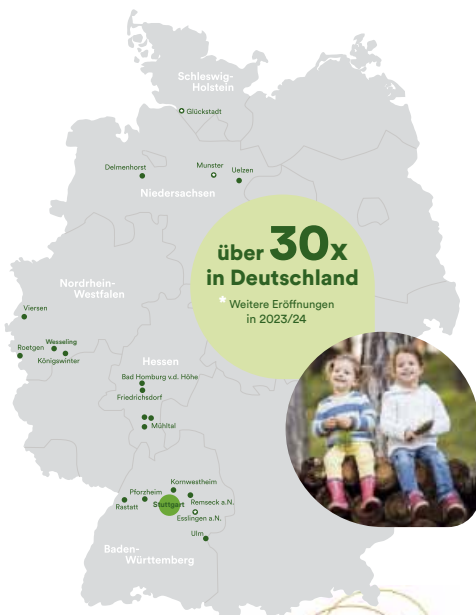 Schleswig-
Holstein
Glückstadt
Delmenhorst
Munster
Uelzen
Niedersachsen
über 30x
in Deutschland
* Weitere Eröffnungen
in 2023/24
Nordrhein-
Westfalen
Viersen
Roetgen
Wesseling
Königswinter
Hessen
Bad Homburg v.d. Höhe
Friedrichsdorf
Mühltal
Kornwestheim
Pforzheim
Remseck a.N.
Rastatt
Stuttgart
Esslingen a.N.
Ulm
Baden-
Württemberg